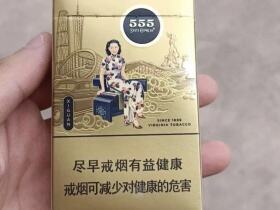 555
STATE EXPRESS
XIGUAN
SINCE 1895
VIRGINIA TOBACCO
尽早戒烟有益健康
戒烟可减少对健康的危害